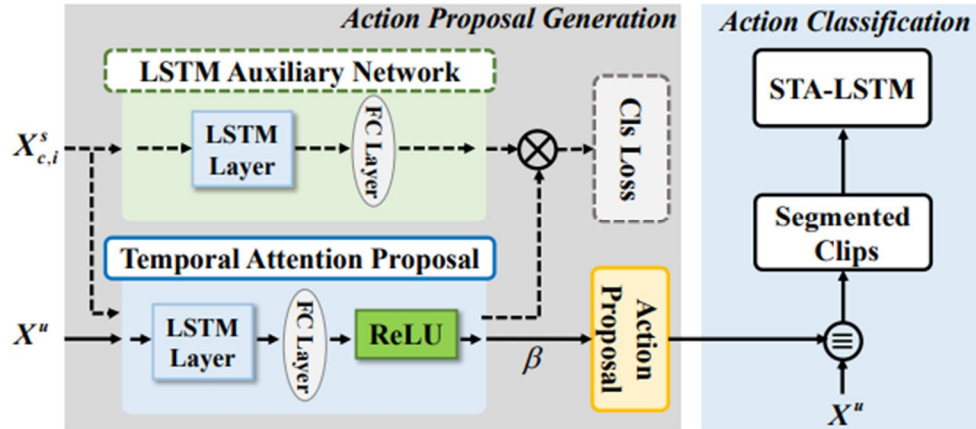 Action Proposal Generation
LSTM Auxiliary Network
X^s_{c,i}
LSTM
Layer
FC Layer
Cls Loss
Temporal Attention Proposal
X^u
LSTM
Layer
FC Layer
ReLU
β
Action
Proposal
Action Classification
STA-LSTM
Segmented
Clips
X^u